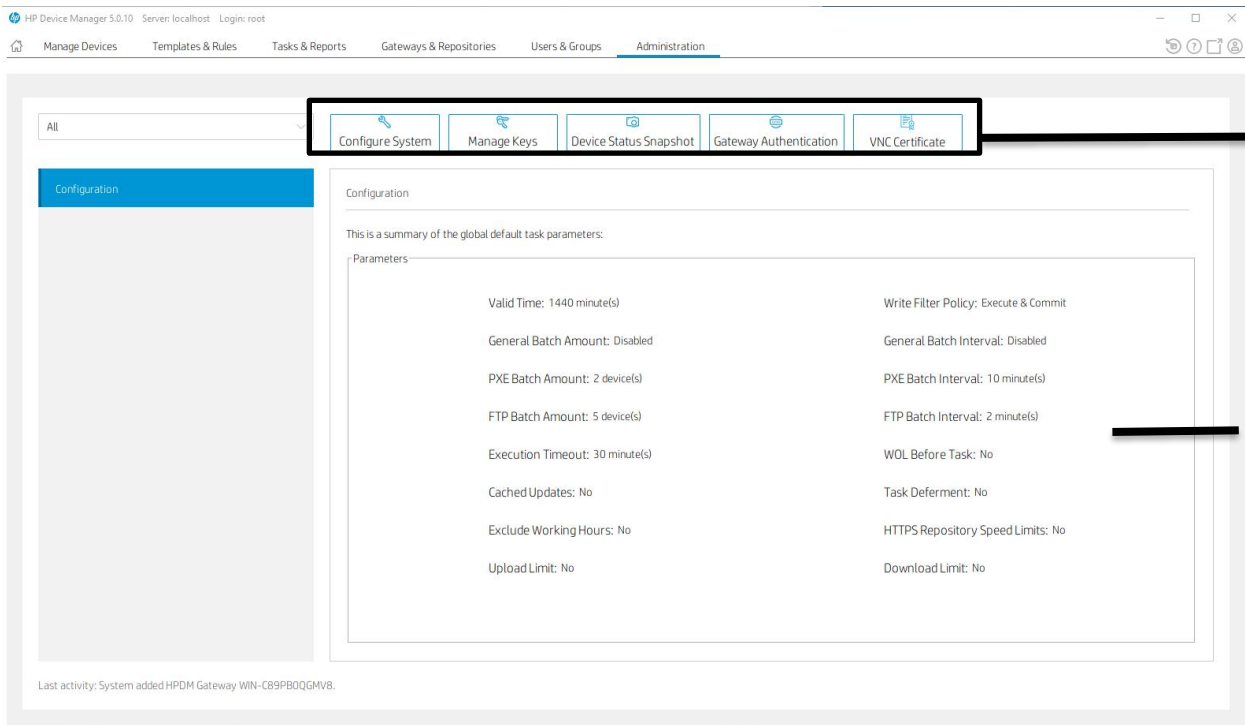 HP Device Manager 5.0.10 Server: localhost Login: root
Manage Devices Templates & Rules Tasks & Reports Gateways & Repositories Users & Groups Administration
All
Configure System Manage Keys Device Status Snapshot Gateway Authentication VNC Certificate
Configuration
Configuration
This is a summary of the global default task parameters:
Parameters
Valid Time: 1440 minute(s) Write Filter Policy: Execute & Commit
General Batch Amount: Disabled General Batch Interval: Disabled
PXE Batch Amount: 2 device(s) PXE Batch Interval: 10 minute(s)
FTP Batch Amount: 5 device(s) FTP Batch Interval: 2 minute(s)
Execution Timeout: 30 minute(s) WOL Before Task: No
Cached Updates: No Task Deferment: No
Exclude Working Hours: No HTTPS Repository Speed Limits: No
Upload Limit: No Download Limit: No
Last activity: System added HPDM Gateway WIN-C89PB0QGMV8.